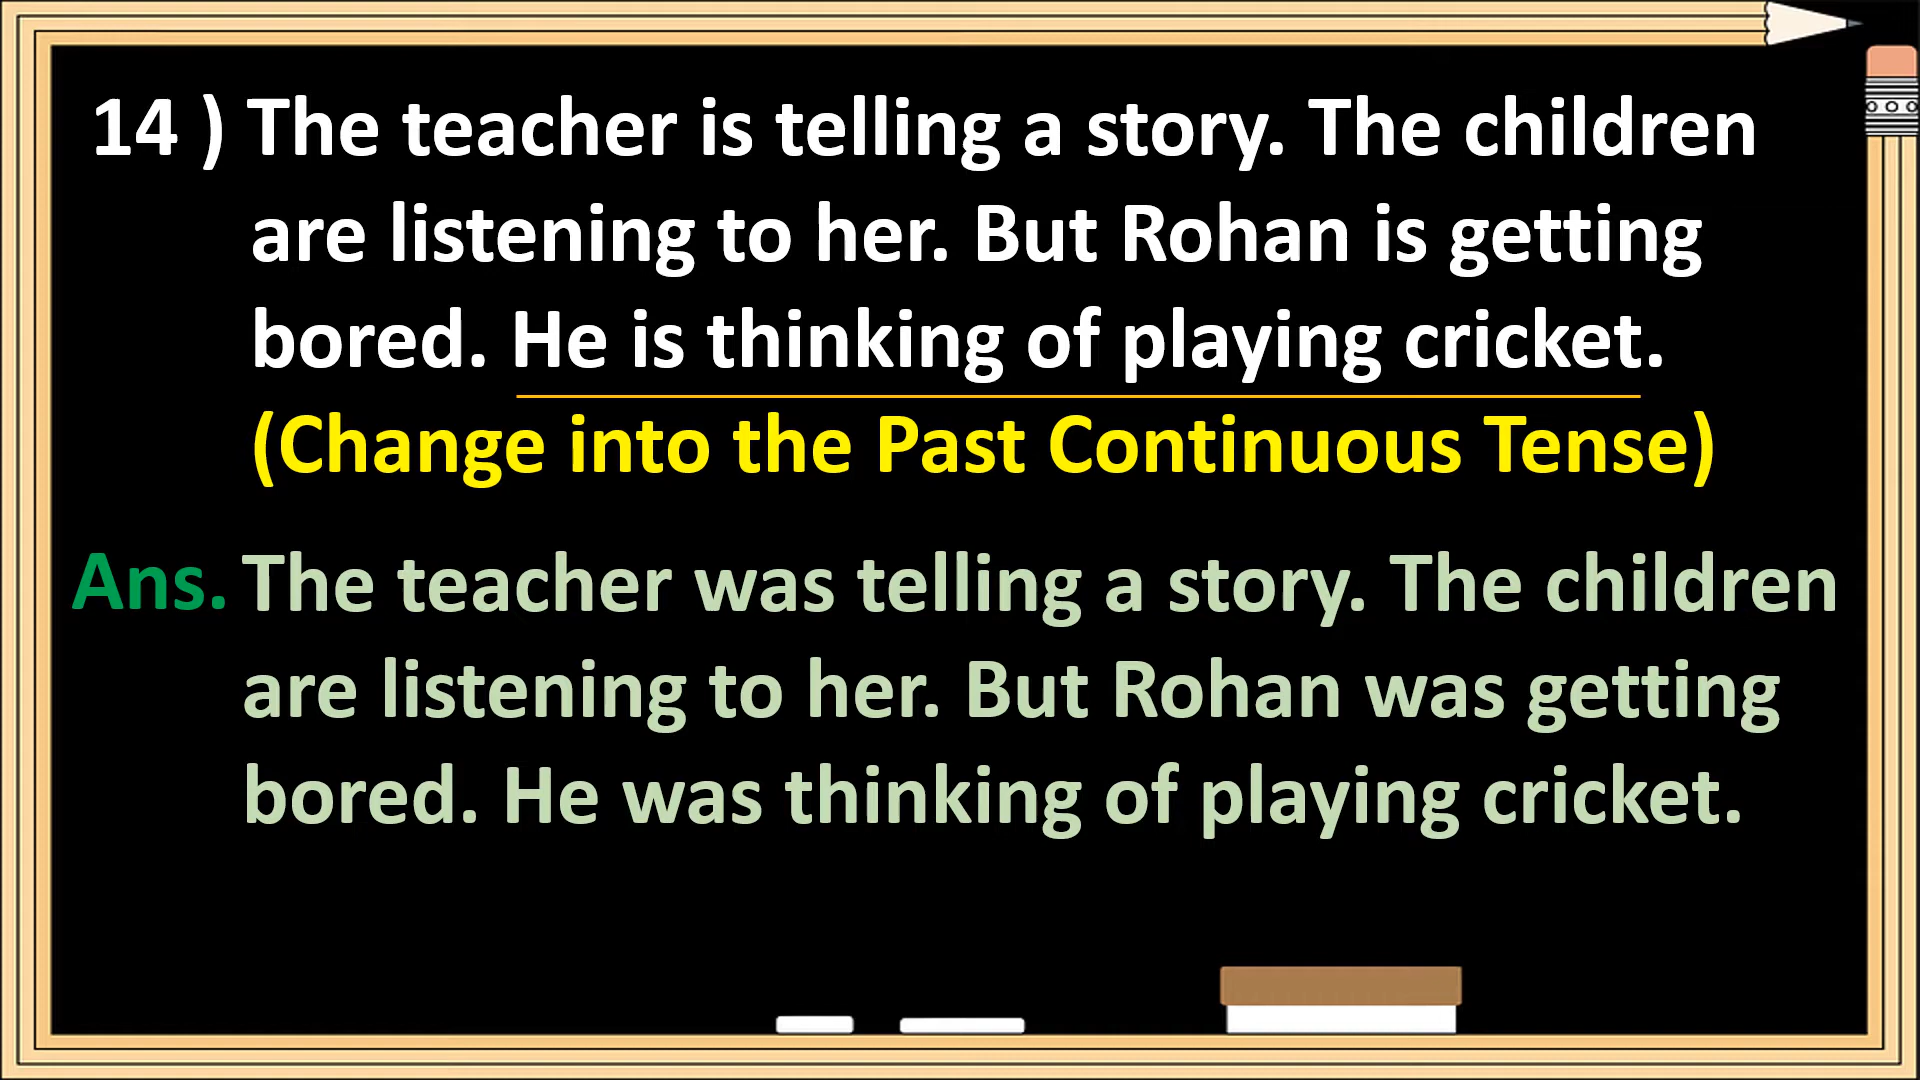 14 ) The teacher is telling a story. The children
are listening to her. But Rohan is getting
bored. He is thinking of playing cricket.
(Change into the Past Continuous Tense)
Ans. The teacher was telling a story. The children
are listening to her. But Rohan was getting
bored. He was thinking of playing cricket.